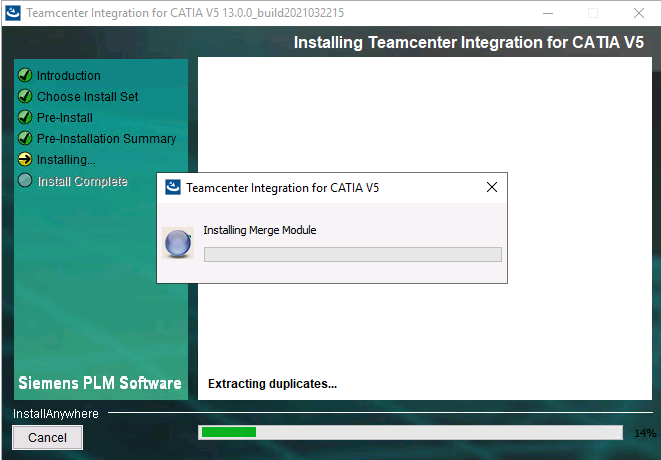 Teamcenter Integration for CATIA V5 13.0.0_build2021032215
Installing Teamcenter Integration for CATIA V5
Introduction
Choose Install Set
Pre-Install
Pre-Installation Summary
Installing...
Install Complete
Teamcenter Integration for CATIA V5
Installing Merge Module
Siemens PLM Software
Extracting duplicates...
InstallAnywhere
Cancel
14%